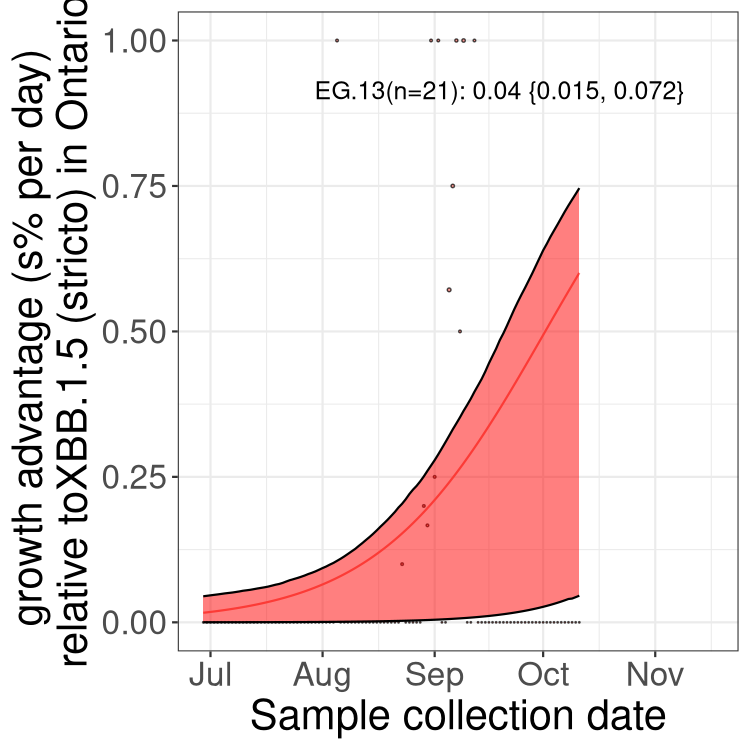 growth advantage (s% per day)
relative toXBB.1.5 (stricto) in Ontario
1.00
0.75
0.50
0.25
0.00
EG.13(n=21): 0.04 {0.015, 0.072}
Jul Aug Sep Oct Nov
Sample collection date